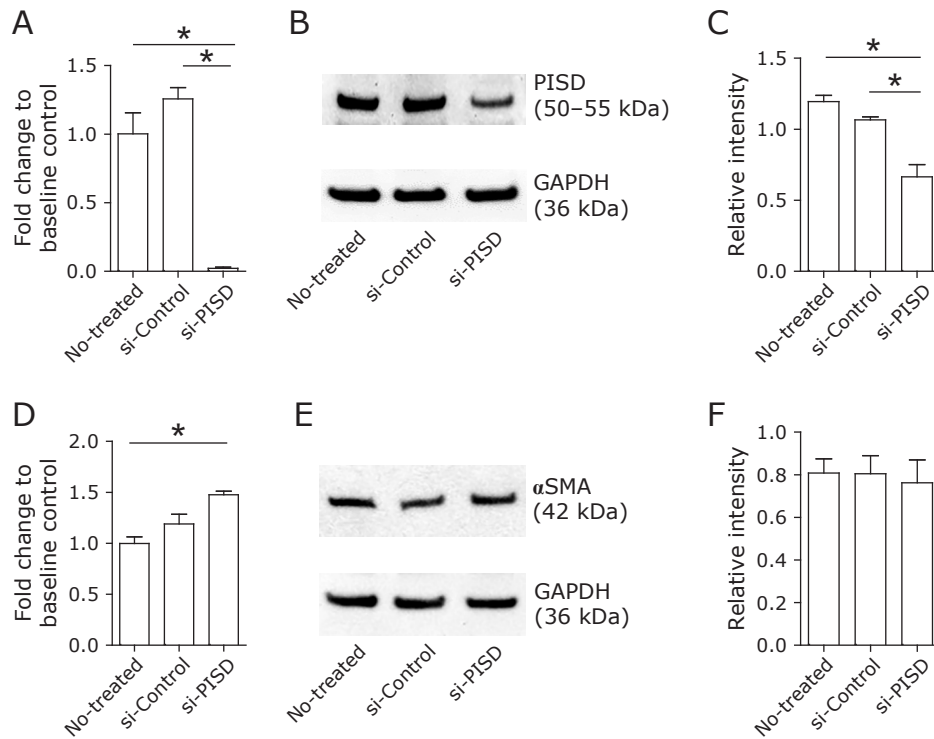 A
Fold change to
baseline control
1.5
1.0
0.5
0.0
*
*
No-treated
si-Control
si-PISD
B
PISD
(50–55 kDa)
GAPDH
(36 kDa)
No-treated
si-Control
si-PISD
C
Relative intensity
1.5
1.0
0.5
0.0
*
*
No-treated
si-Control
si-PISD
D
Fold change to
baseline control
2.0
1.5
1.0
0.5
0.0
*
No-treated
si-Control
si-PISD
E
αSMA
(42 kDa)
GAPDH
(36 kDa)
No-treated
si-Control
si-PISD
F
Relative intensity
1.0
0.8
0.6
0.4
0.2
0.0
No-treated
si-Control
si-PISD